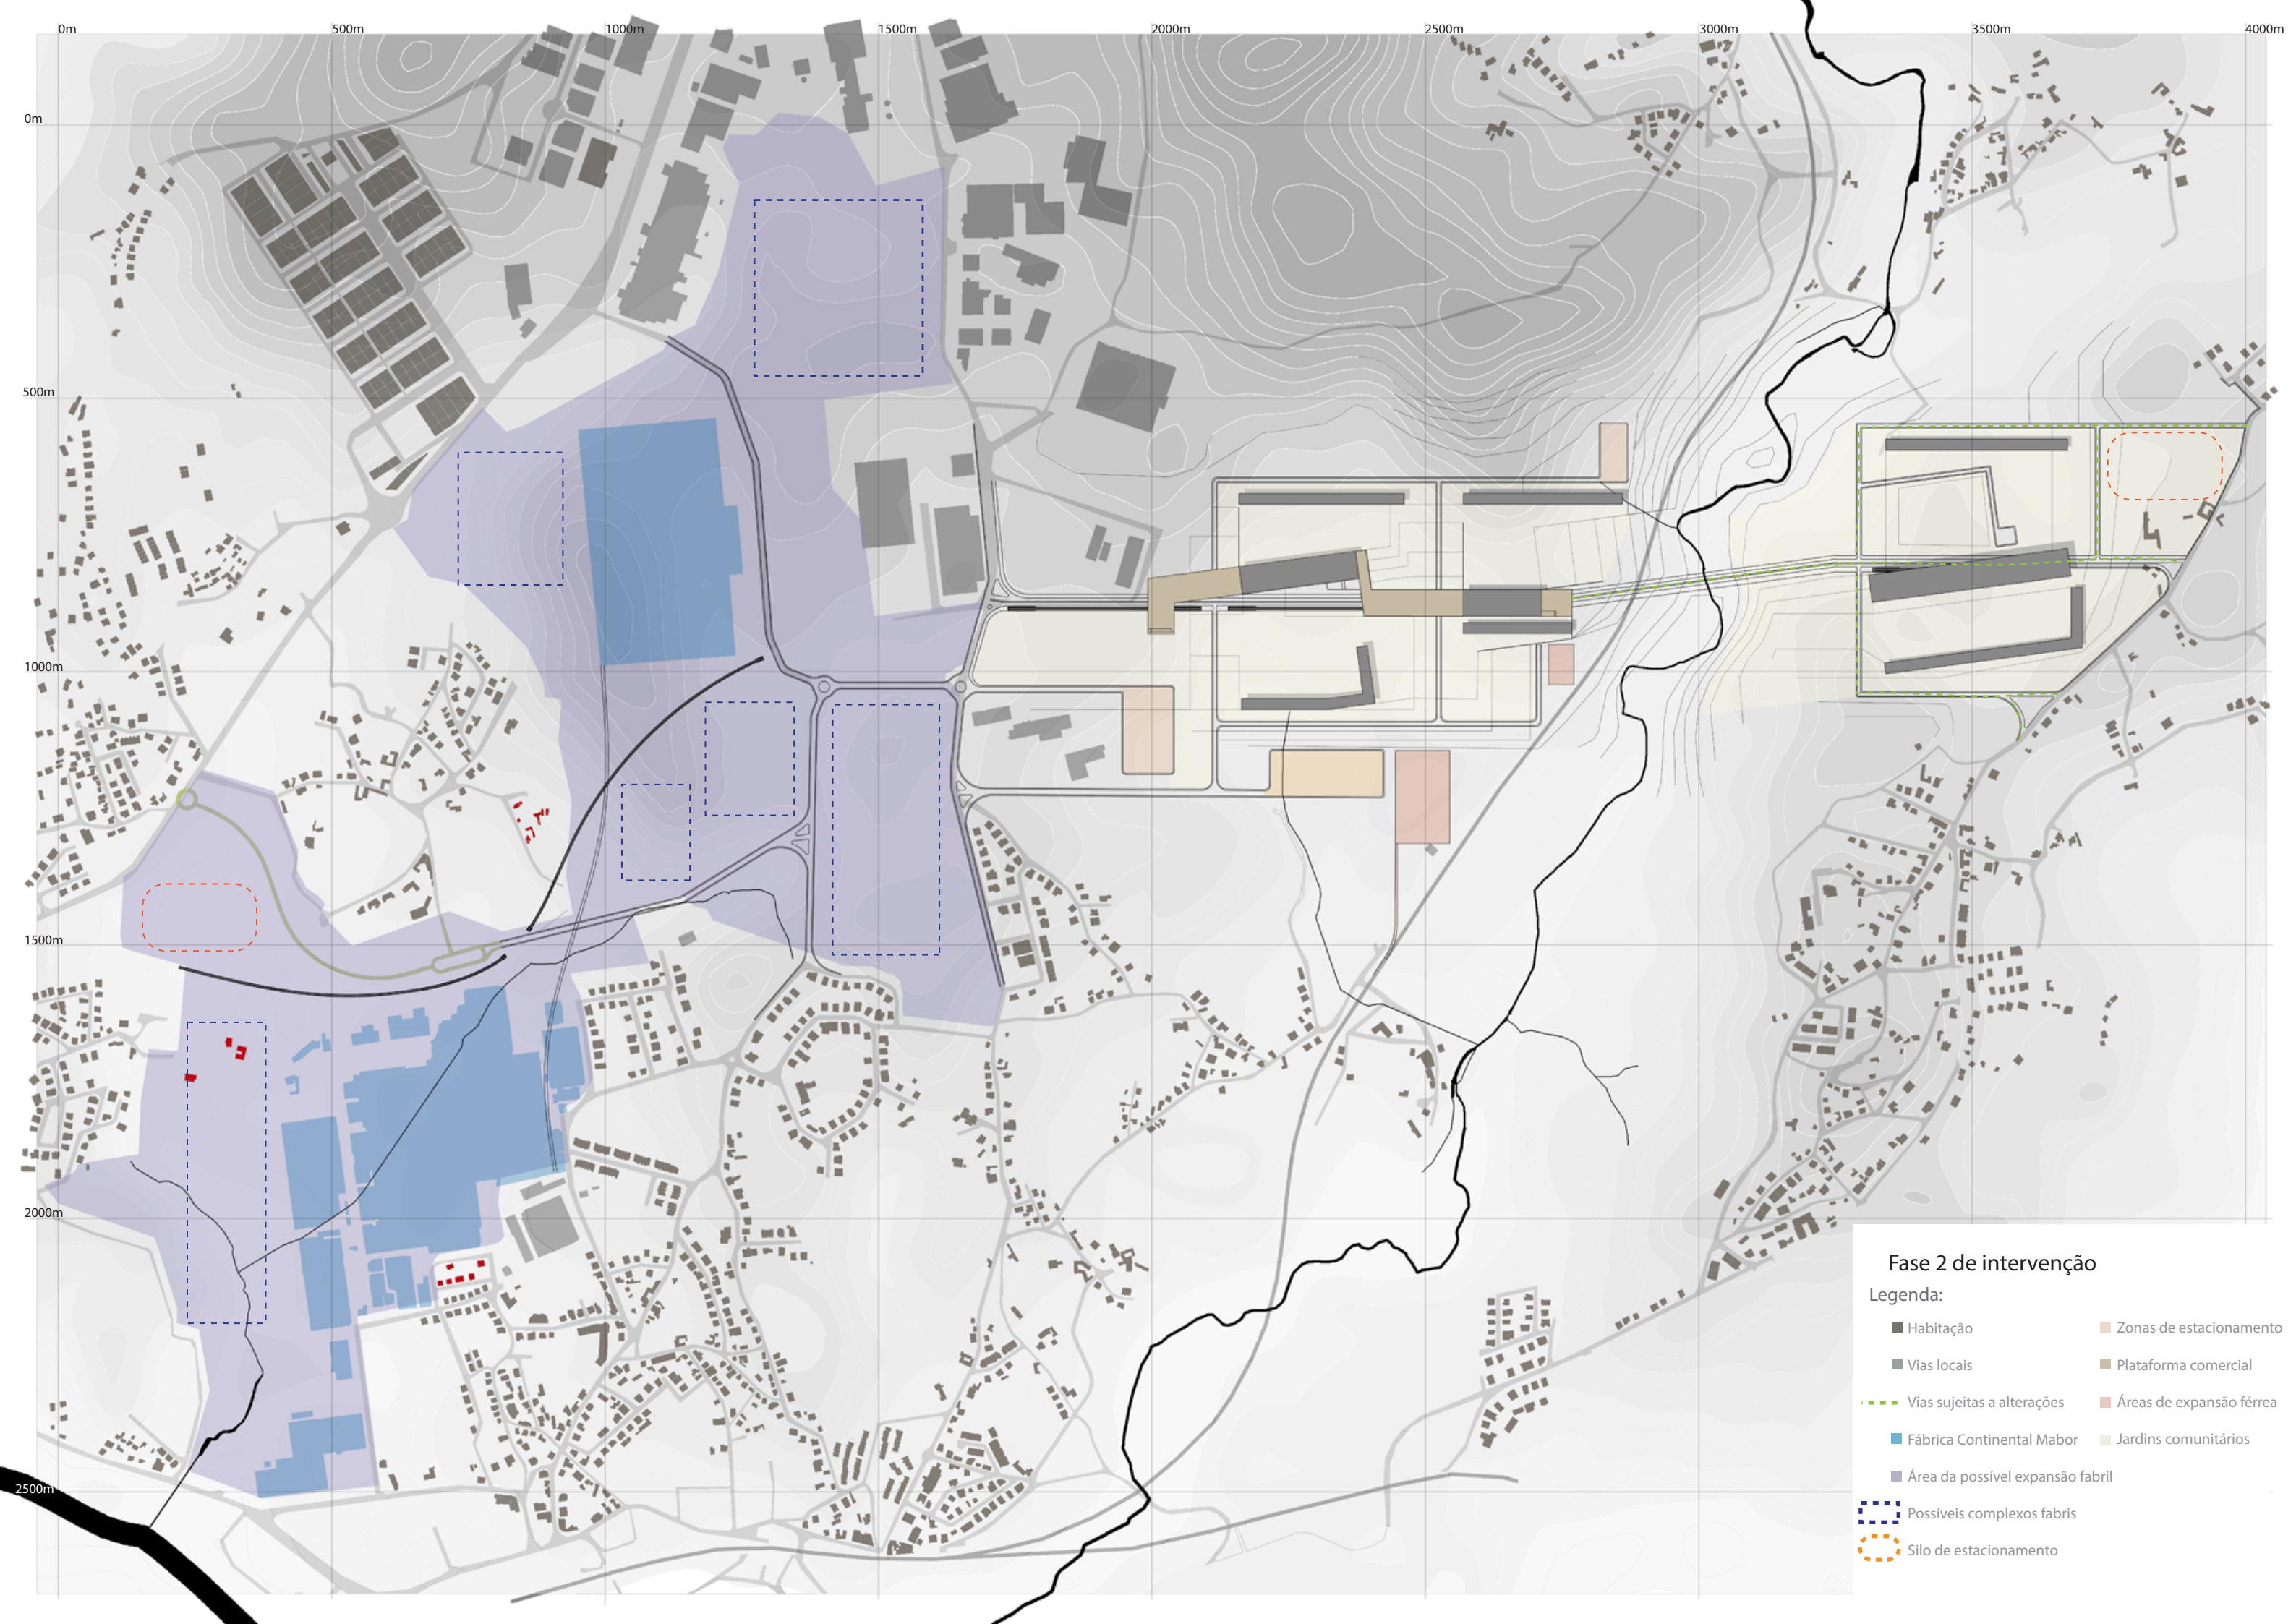 0m 500m 1000m 1500m 2000m 2500m 3000m 3500m 4000m
0m
500m
1000m
1500m
2000m
2500m
Fase 2 de intervenção
Legenda:
Habitação
Zonas de estacionamento
Vias locais
Plataforma comercial
Vias sujeitas a alterações
Áreas de expansão férrea
Fábrica Continental Mabor
Jardins comunitários
Área da possível expansão fabril
Possíveis complexos fabris
Silo de estacionamento